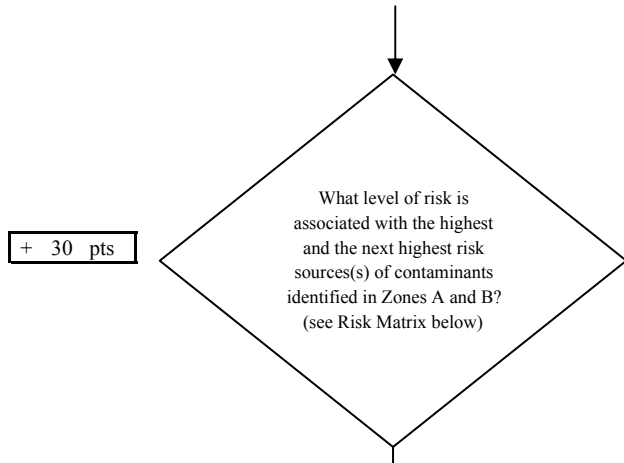 What level of risk is
associated with the highest
and the next highest risk
sources(s) of contaminants
identified in Zones A and B?
(see Risk Matrix below)
+ 30 pts